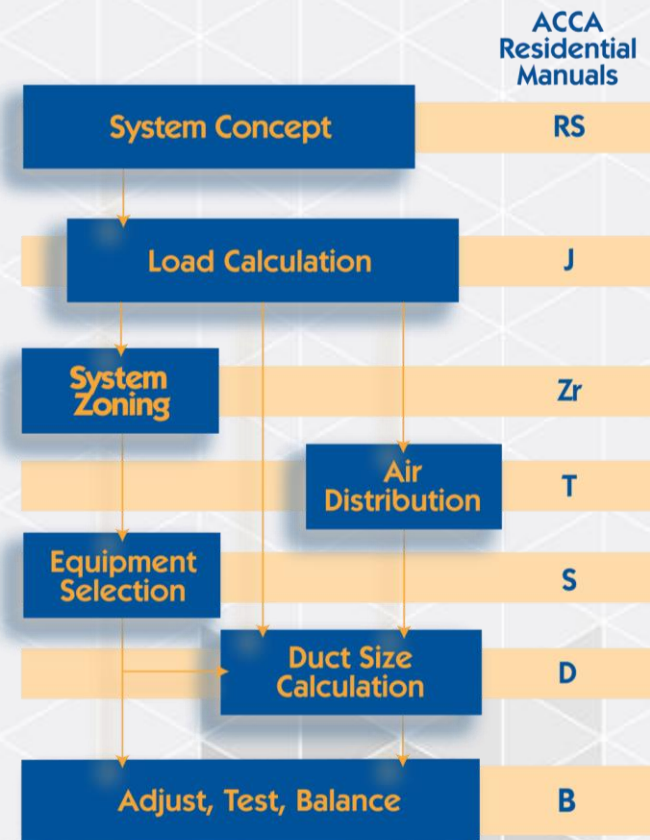 ACCA
Residential
Manuals
System Concept
RS
Load Calculation
J
System
Zoning
Zr
Air
Distribution
T
Equipment
Selection
S
Duct Size
Calculation
D
Adjust, Test, Balance
B